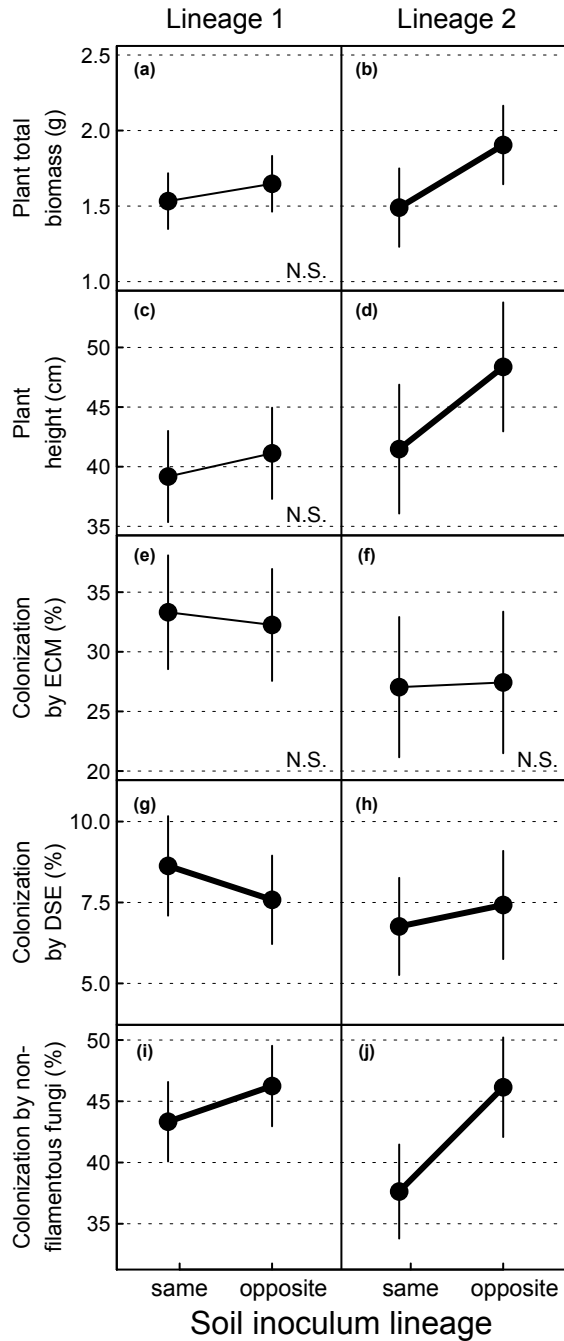 Lineage 1 Lineage 2
Plant total
biomass (g)
2.5
2.0
1.5
1.0
(a)
N.S.
(b)
Plant
height (cm)
50
45
40
35
(c)
N.S.
(d)
Colonization
by ECM (%)
35
30
25
20
(e)
N.S.
(f)
N.S.
Colonization
by DSE (%)
10.0
7.5
5.0
(g)
(h)
Colonization by non-
filamentous fungi (%)
50
45
40
35
(i)
(j)
same opposite same opposite
Soil inoculum lineage